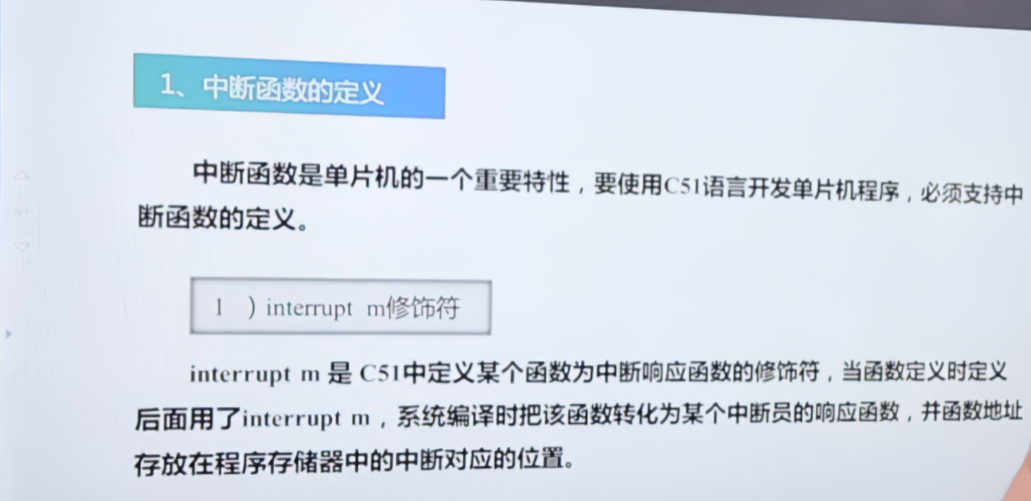 1、中断函数的定义
中断函数是单片机的一个重要特性，要使用C51语言开发单片机程序，必须支持中
断函数的定义。
1 ）interrupt m修饰符
interrupt m 是 C51中定义某个函数为中断响应函数的修饰符，当函数定义时定义
后面用了interrupt m，系统编译时把该函数转化为某个中断员的响应函数，并函数地址
存放在程序存储器中的中断对应的位置。